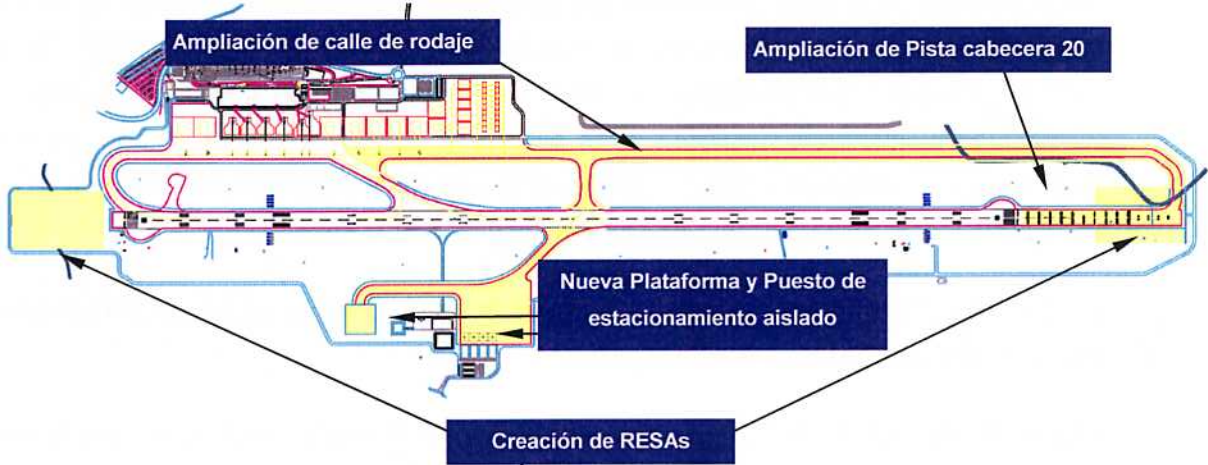 Ampliación de calle de rodaje
Ampliación de Pista cabecera 20
Nueva Plataforma y Puesto de
estacionamiento aislado
Creación de RESAs